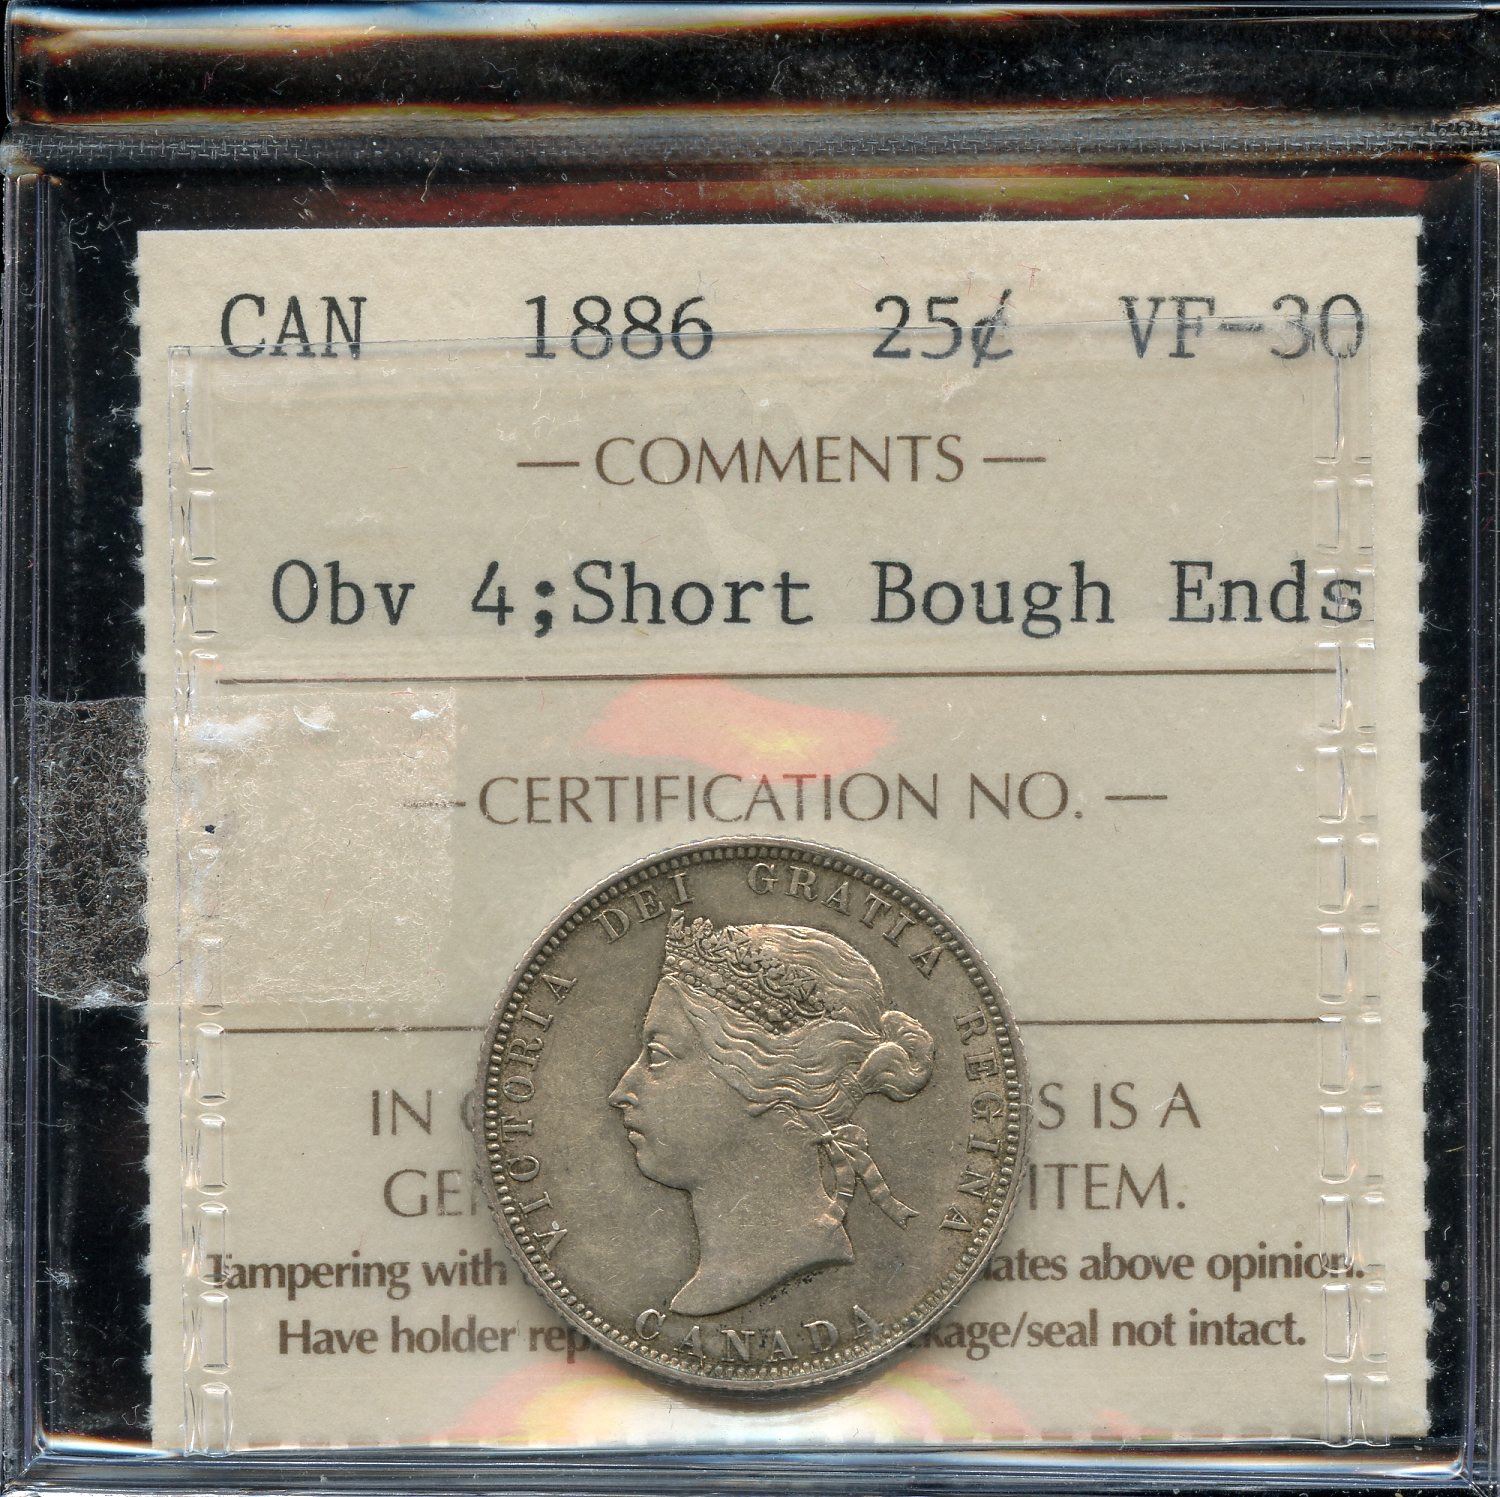 CAN 1886 25¢ VF-30
— COMMENTS —
Obv 4;Short Bough Ends
— CERTIFICATION NO. —
VICTORIA DEI GRATIA REGINA
CANADA
IN S IS A
GE ITEM.
Tampering with ates above opinion.
Have holder rep kage/seal not intact.